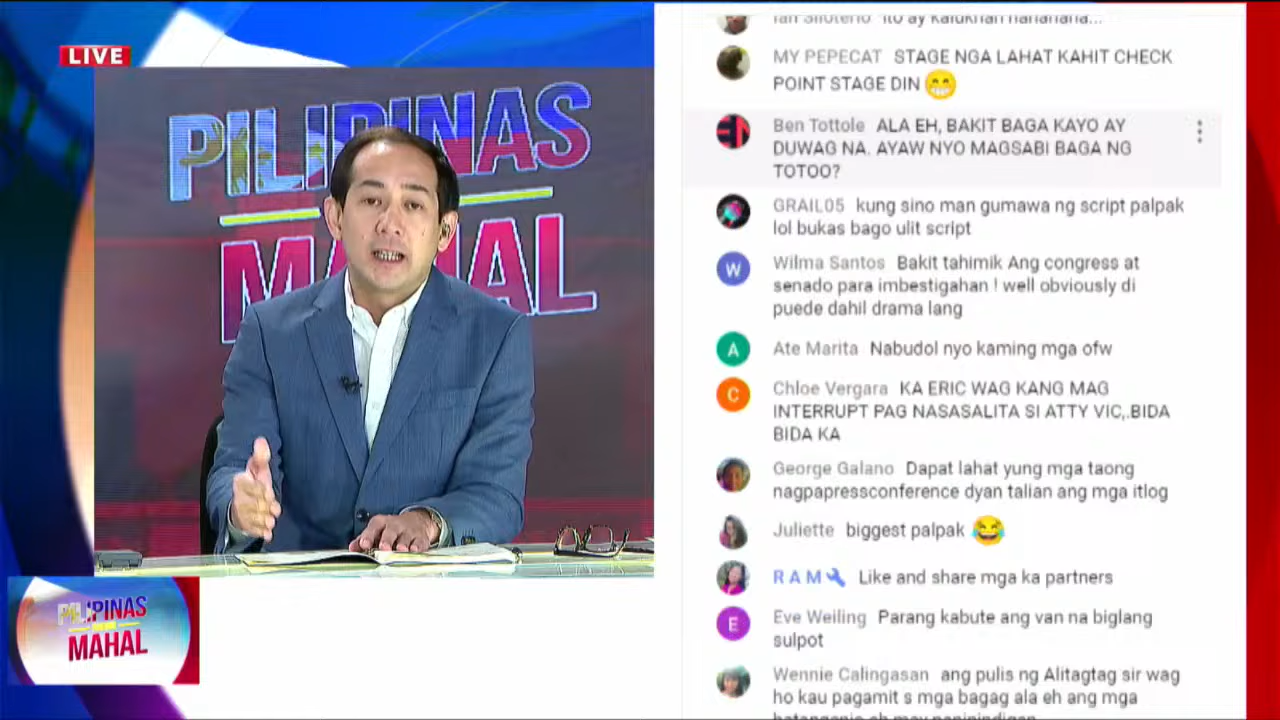 LIVE
PILIPINAS
MAHAL
PILIPINAS
MAHAL
Ian Siloteno ito ay kalukhan hahahaha...
MY PEPECAT STAGE NGA LAHAT KAHIT CHECK
POINT STAGE DIN 😁
Ben Tottole ALA EH, BAKIT BAGA KAYO AY
DUWAG NA. AYAW NYO MAGSABI BAGA NG
TOTOO?
GRAIL05 kung sino man gumawa ng script palpak
lol bukas bago ulit script
W
Wilma Santos Bakit tahimik Ang congress at
senado para imbestigahan ! well obviously di
puede dahil drama lang
A
Ate Marita Nabudol nyo kaming mga ofw
C
Chloe Vergara KA ERIC WAG KANG MAG
INTERRUPT PAG NASASALITA SI ATTY VIC,.BIDA
BIDA KA
George Galano Dapat lahat yung mga taong
nagpapressconference dyan talian ang mga itlog
Juliette biggest palpak 😂
R A M🔧 Like and share mga ka partners
E
Eve Weiling Parang kabute ang van na biglang
sulpot
Wennie Calingasan ang pulis ng Alitagtag sir wag
ho kau pagamit s mga bagag ala eh ang mga